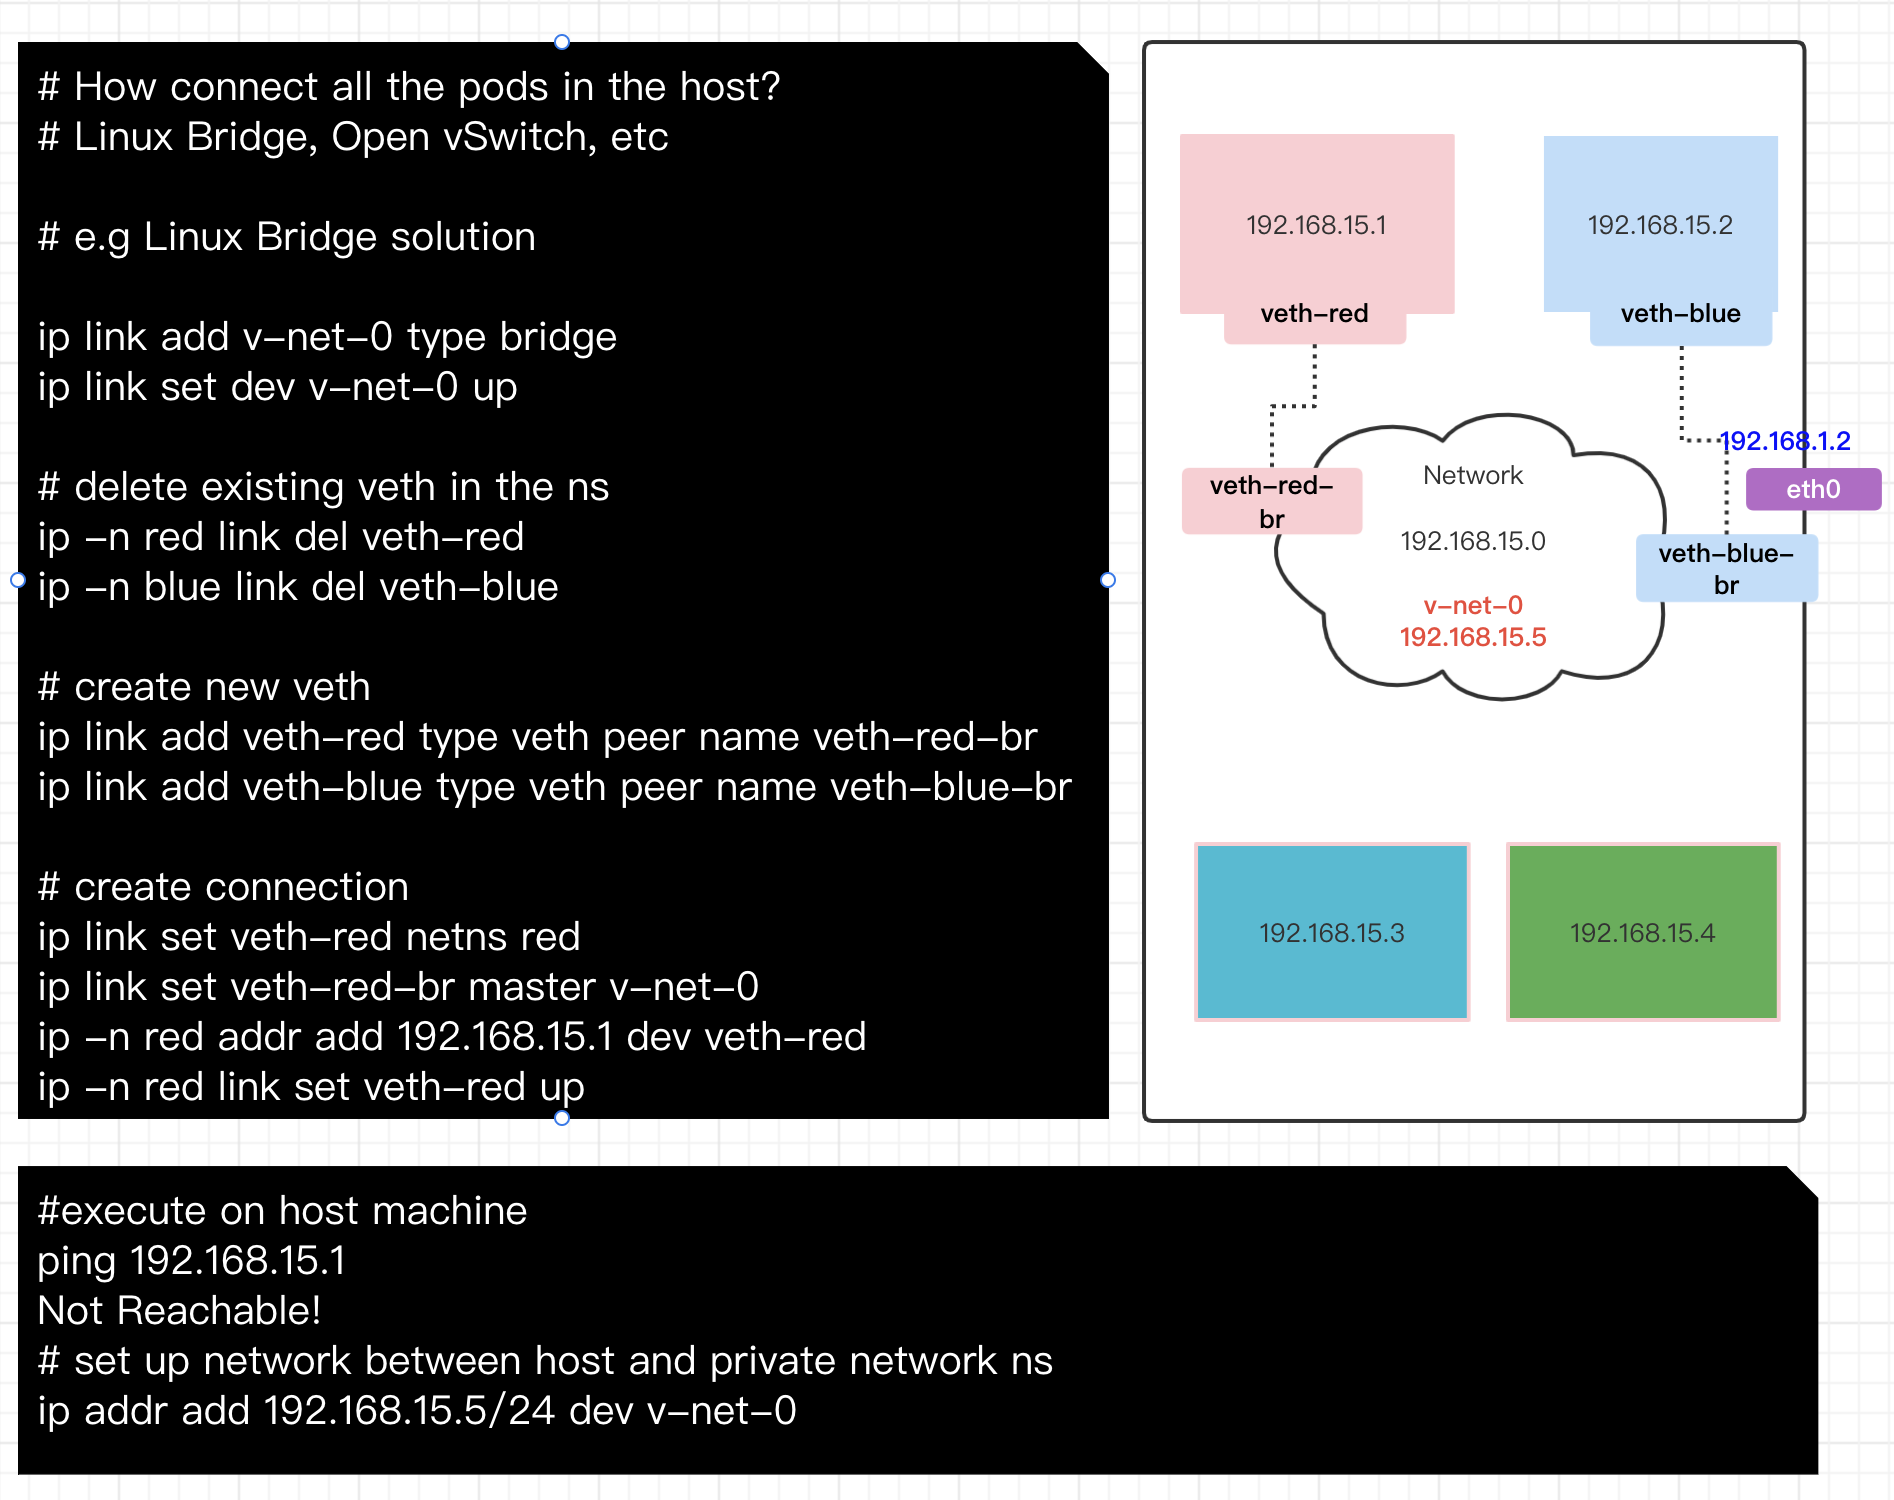 # How connect all the pods in the host?
# Linux Bridge, Open vSwitch, etc
# e.g Linux Bridge solution
ip link add v-net-0 type bridge
ip link set dev v-net-0 up
# delete existing veth in the ns
ip -n red link del veth-red
ip -n blue link del veth-blue
# create new veth
ip link add veth-red type veth peer name veth-red-br
ip link add veth-blue type veth peer name veth-blue-br
# create connection
ip link set veth-red netns red
ip link set veth-red-br master v-net-0
ip -n red addr add 192.168.15.1 dev veth-red
ip -n red link set veth-red up
192.168.15.1
192.168.15.2
veth-red
veth-blue
192.168.1.2
eth0
veth-red-
br
Network
192.168.15.0
veth-blue-
br
v-net-0
192.168.15.5
192.168.15.3
192.168.15.4
#execute on host machine
ping 192.168.15.1
Not Reachable!
# set up network between host and private network ns
ip addr add 192.168.15.5/24 dev v-net-0